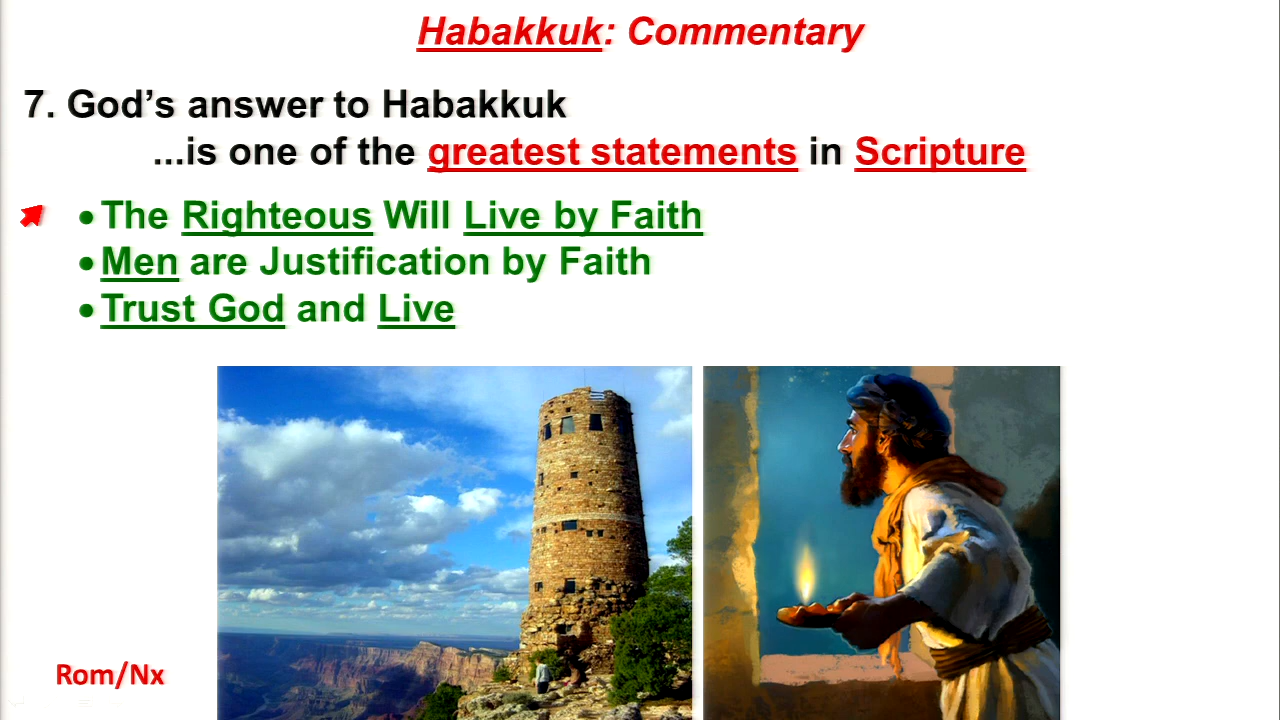 Habakkuk: Commentary
7. God’s answer to Habakkuk
...is one of the greatest statements in Scripture
• The Righteous Will Live by Faith
• Men are Justification by Faith
• Trust God and Live
Rom/Nx